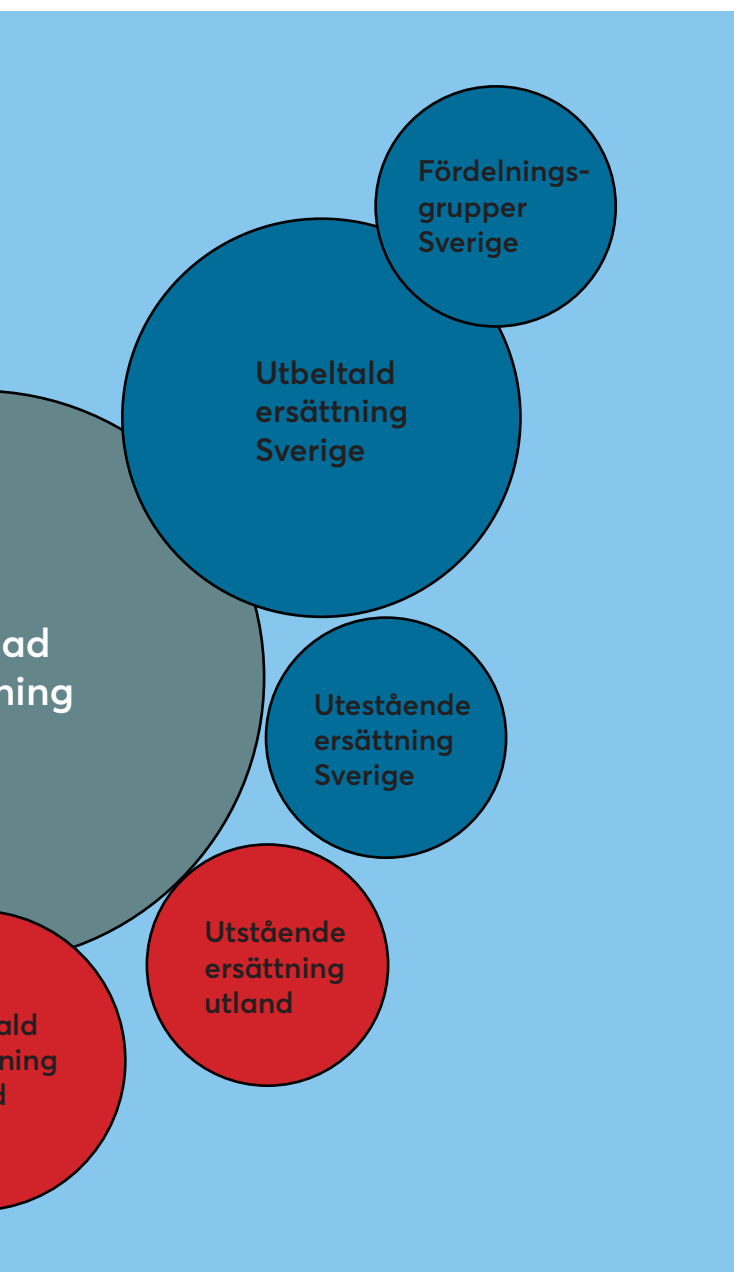 Fördelnings-
grupper
Sverige
Utbeltald
ersättning
Sverige
ad
ning
Utestående
ersättning
Sverige
Utstående
ersättning
utland
ald
ning
d